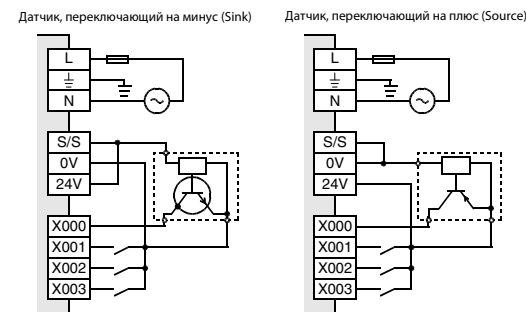 Датчик, переключающий на минус (Sink)
L
N
S/S
0V
24V
X000
X001
X002
X003
Датчик, переключающий на плюс (Source)
L
N
S/S
0V
24V
X000
X001
X002
X003